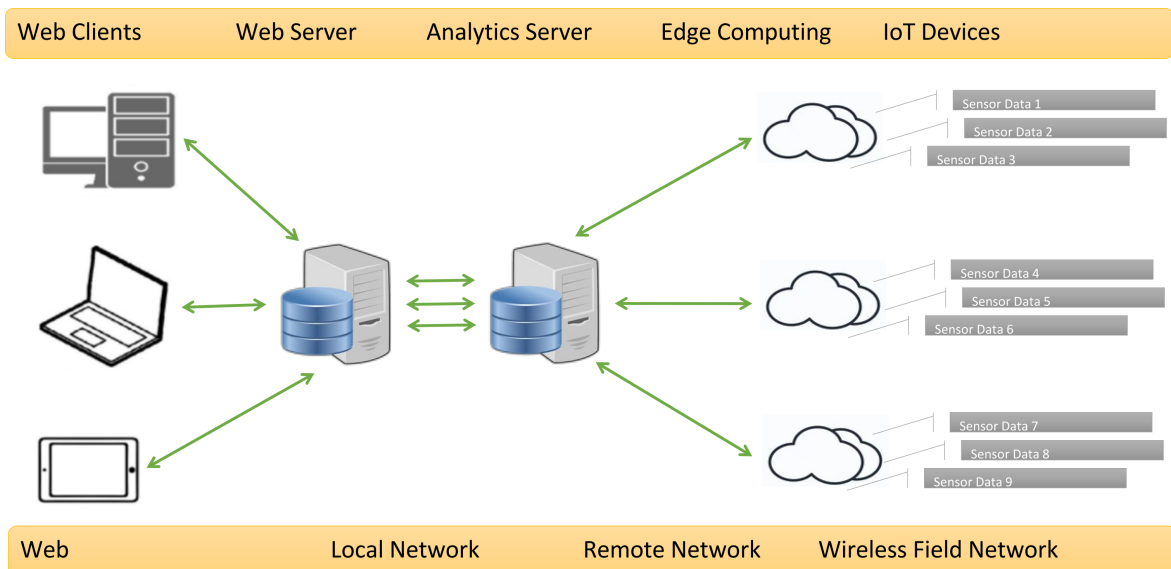 Web Clients Web Server Analytics Server Edge Computing IoT Devices
Sensor Data 1
Sensor Data 2
Sensor Data 3
Sensor Data 4
Sensor Data 5
Sensor Data 6
Sensor Data 7
Sensor Data 8
Sensor Data 9
Web Local Network Remote Network Wireless Field Network